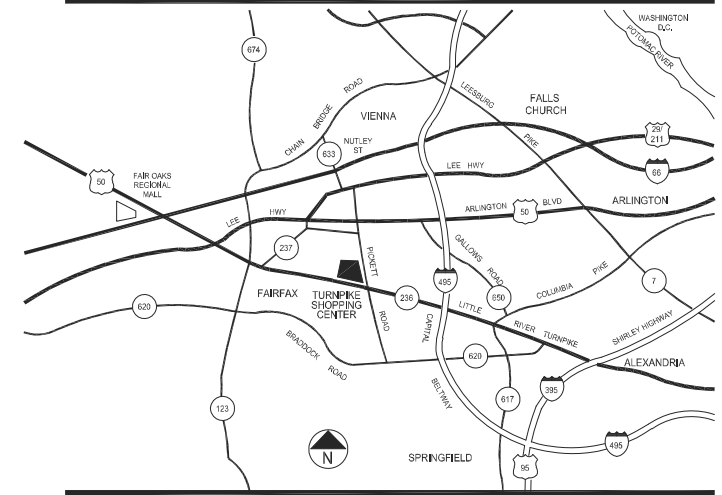 WASHINGTON
D.C.
POTOMAC RIVER
674
CHAIN BRIDGE ROAD
VIENNA
LEESBURG PIKE
FALLS
CHURCH
29/
211
NUTLEY
ST
633
LEE HWY
66
50
FAIR OAKS
REGIONAL
MALL
ARLINGTON BLVD
50
ARLINGTON
LEE HWY
237
PICKETT ROAD
GALLOWS ROAD
495
COLUMBIA PIKE
7
FAIRFAX
TURNPIKE
SHOPPING
CENTER
236
650
LITTLE RIVER TURNPIKE
620
BRADDOCK ROAD
CAPITAL BELTWAY
620
SHIRLEY HIGHWAY
ALEXANDRIA
395
617
123
N
SPRINGFIELD
95
495